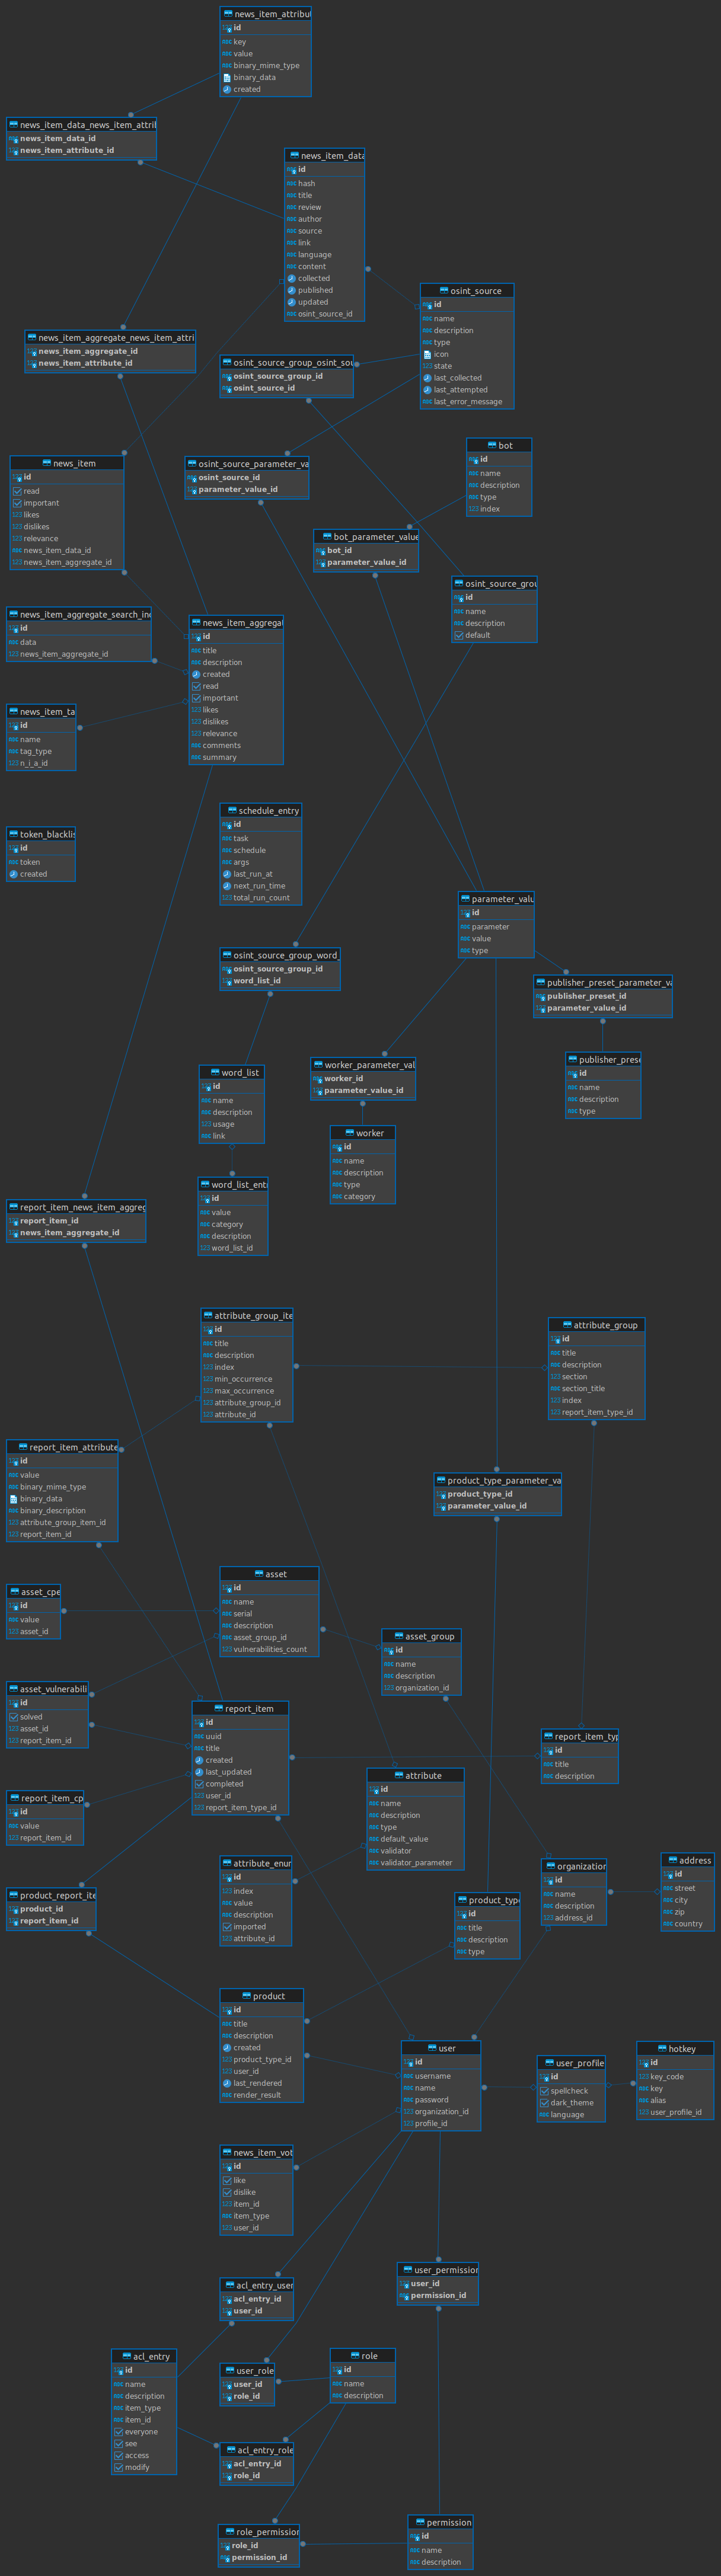 news_item_attribut
id
key
value
binary_mime_type
binary_data
created
news_item_data_news_item_attrib
news_item_data_id
news_item_attribute_id
news_item_data
id
hash
title
review
author
source
link
language
content
collected
published
updated
osint_source_id
osint_source
id
name
description
type
icon
state
last_collected
last_attempted
last_error_message
news_item_aggregate_news_item_attri
news_item_aggregate_id
news_item_attribute_id
osint_source_group_osint_sou
osint_source_group_id
osint_source_id
bot
id
name
description
type
index
news_item
id
read
important
likes
dislikes
relevance
news_item_data_id
news_item_aggregate_id
osint_source_parameter_va
osint_source_id
parameter_value_id
bot_parameter_value
bot_id
parameter_value_id
osint_source_grou
id
name
description
default
news_item_aggregate_search_inc
id
data
news_item_aggregate_id
news_item_aggregat
id
title
description
created
read
important
likes
dislikes
relevance
comments
summary
news_item_ta
id
name
tag_type
n_i_a_id
schedule_entry
id
task
schedule
args
last_run_at
next_run_time
total_run_count
token_blacklis
id
token
created
parameter_valu
id
parameter
value
type
osint_source_group_word_
osint_source_group_id
word_list_id
publisher_preset_parameter_va
publisher_preset_id
parameter_value_id
publisher_prese
id
name
description
type
worker_parameter_val
worker_id
parameter_value_id
word_list
id
name
description
usage
link
worker
id
name
description
type
category
word_list_ent
id
value
category
description
word_list_id
report_item_news_item_aggreg
report_item_id
news_item_aggregate_id
attribute_group_ite
id
title
description
index
min_occurrence
max_occurrence
attribute_group_id
attribute_id
attribute_group
id
title
description
section
section_title
index
report_item_type_id
report_item_attribute
id
value
binary_mime_type
binary_data
binary_description
attribute_group_item_id
report_item_id
product_type_parameter_va
product_type_id
parameter_value_id
asset
id
name
serial
description
asset_group_id
vulnerabilities_count
asset_cpe
id
value
asset_id
asset_group
id
name
description
organization_id
asset_vulnerabili
id
solved
asset_id
report_item_id
report_item
id
uuid
title
created
last_updated
completed
user_id
report_item_type_id
report_item_typ
id
title
description
attribute
id
name
description
type
default_value
validator
validator_parameter
report_item_cp
id
value
report_item_id
attribute_enum
id
index
value
description
imported
attribute_id
organization
id
name
description
address_id
address
id
street
city
zip
country
product_report_ite
product_id
report_item_id
product_type
id
title
description
type
product
id
title
description
created
product_type_id
user_id
last_rendered
render_result
user
id
username
name
password
organization_id
profile_id
user_profile
id
spellcheck
dark_theme
language
hotkey
id
key_code
key
alias
user_profile_id
news_item_vot
id
like
dislike
item_id
item_type
user_id
user_permission
user_id
permission_id
acl_entry_user
acl_entry_id
user_id
acl_entry
id
name
description
item_type
item_id
everyone
see
access
modify
user_role
user_id
role_id
role
id
name
description
acl_entry_role
acl_entry_id
role_id
role_permission
role_id
permission_id
permission
id
name
description